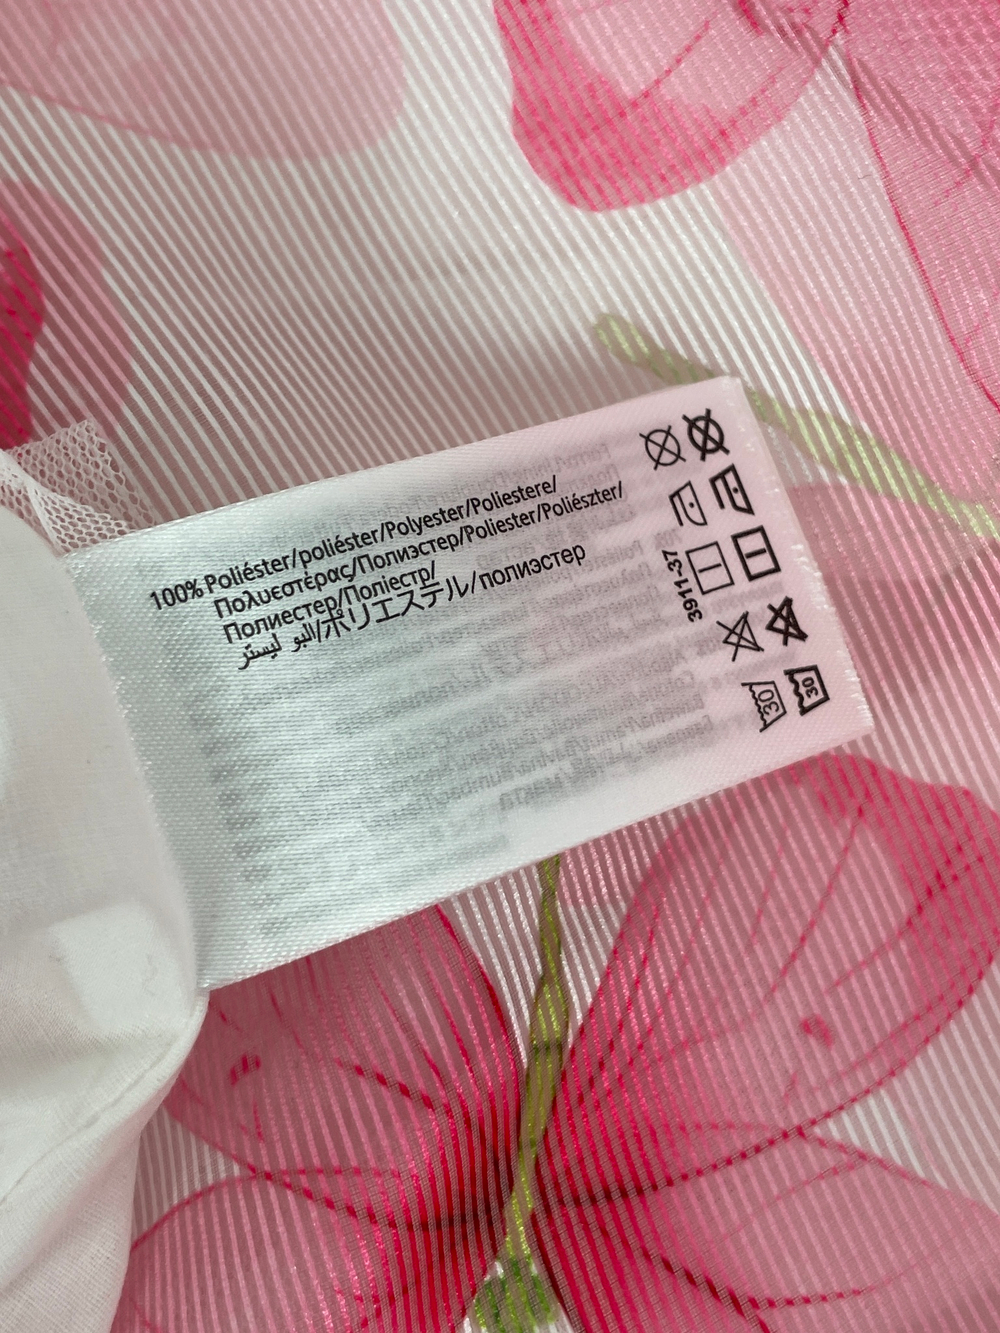 100% Poliéster/poliéster/Polyester/Poliestere/
Πολυεστέρας/Полиэстер/Poliester/Poliészter/
Полиестер/Поліестр/
البو ليستر/ポリエステル/полиэстер
3911-37
30
30